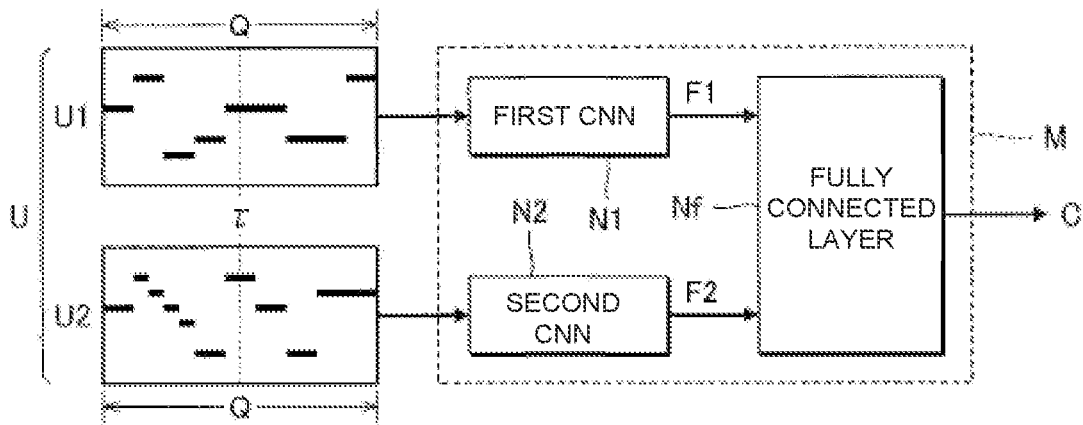 Q
U1
U
τ
U2
Q
FIRST CNN
F1
N1
N2
SECOND
CNN
F2
Nf
FULLY
CONNECTED
LAYER
M
C